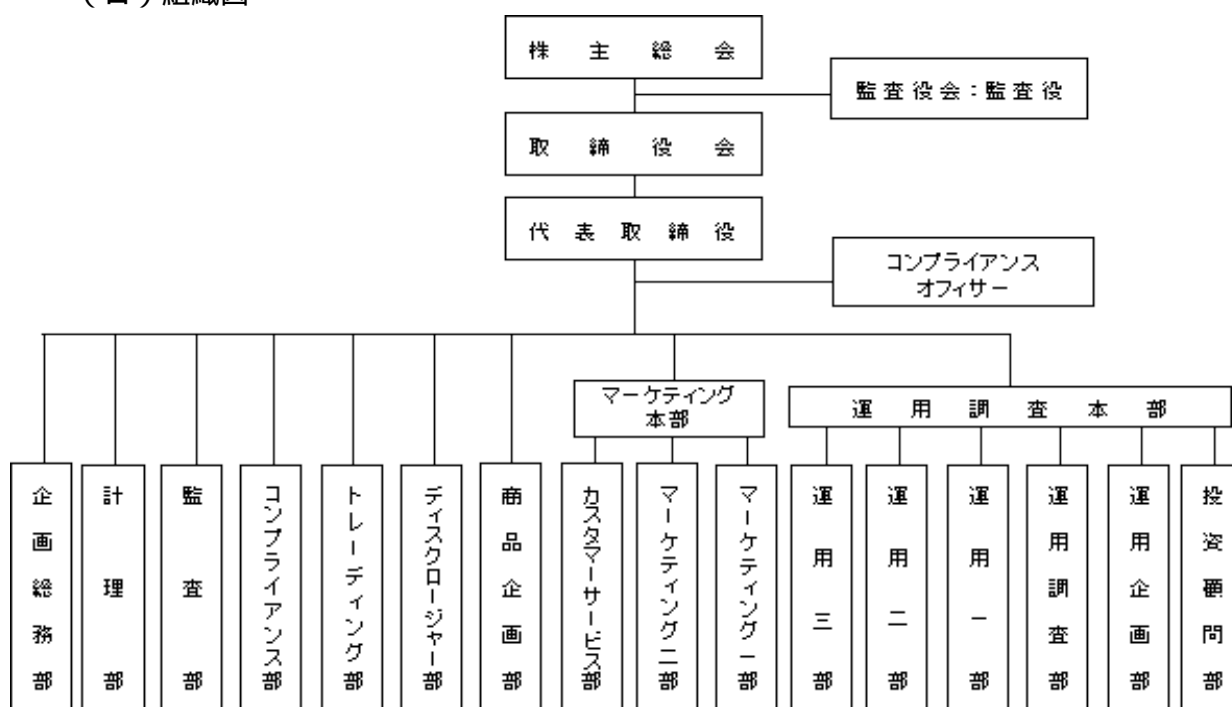 株主総会
監査役会：監査役
取締役会
代表取締役
コンプライアンス
オフィサー
マーケティング
本部
運用調査本部
企画総務部
計理部
監査部
コンプライアンス部
トレーディング部
ディスクロージャー部
商品企画部
カスタマーサービス部
マーケティング二部
マーケティング一部
運用三部
運用二部
運用一部
運用調査部
運用企画部
投資顧問部